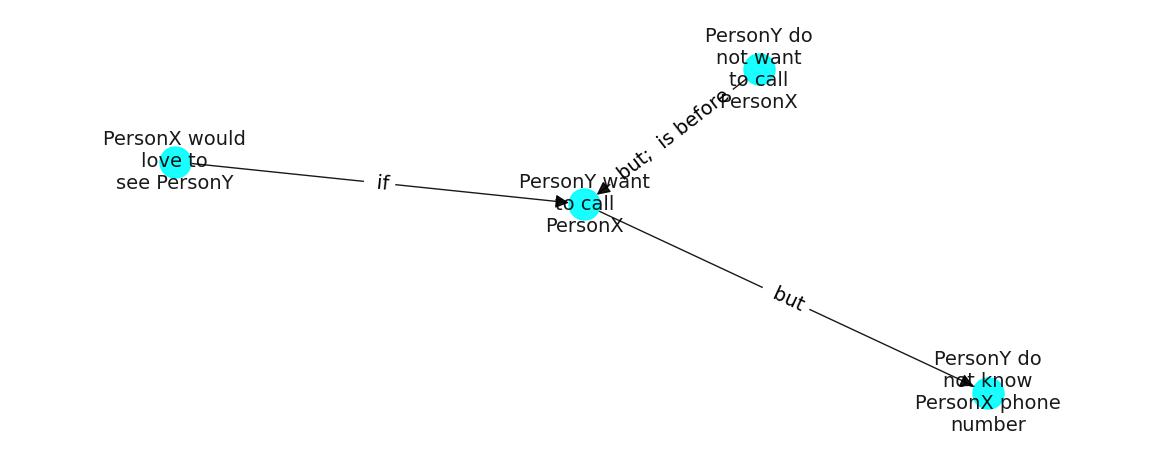 PersonY do
not want
to call
PersonX
but;  is before
PersonX would
love to
see PersonY
if
PersonY want
to call
PersonX
but
PersonY do
not know
PersonX phone
number